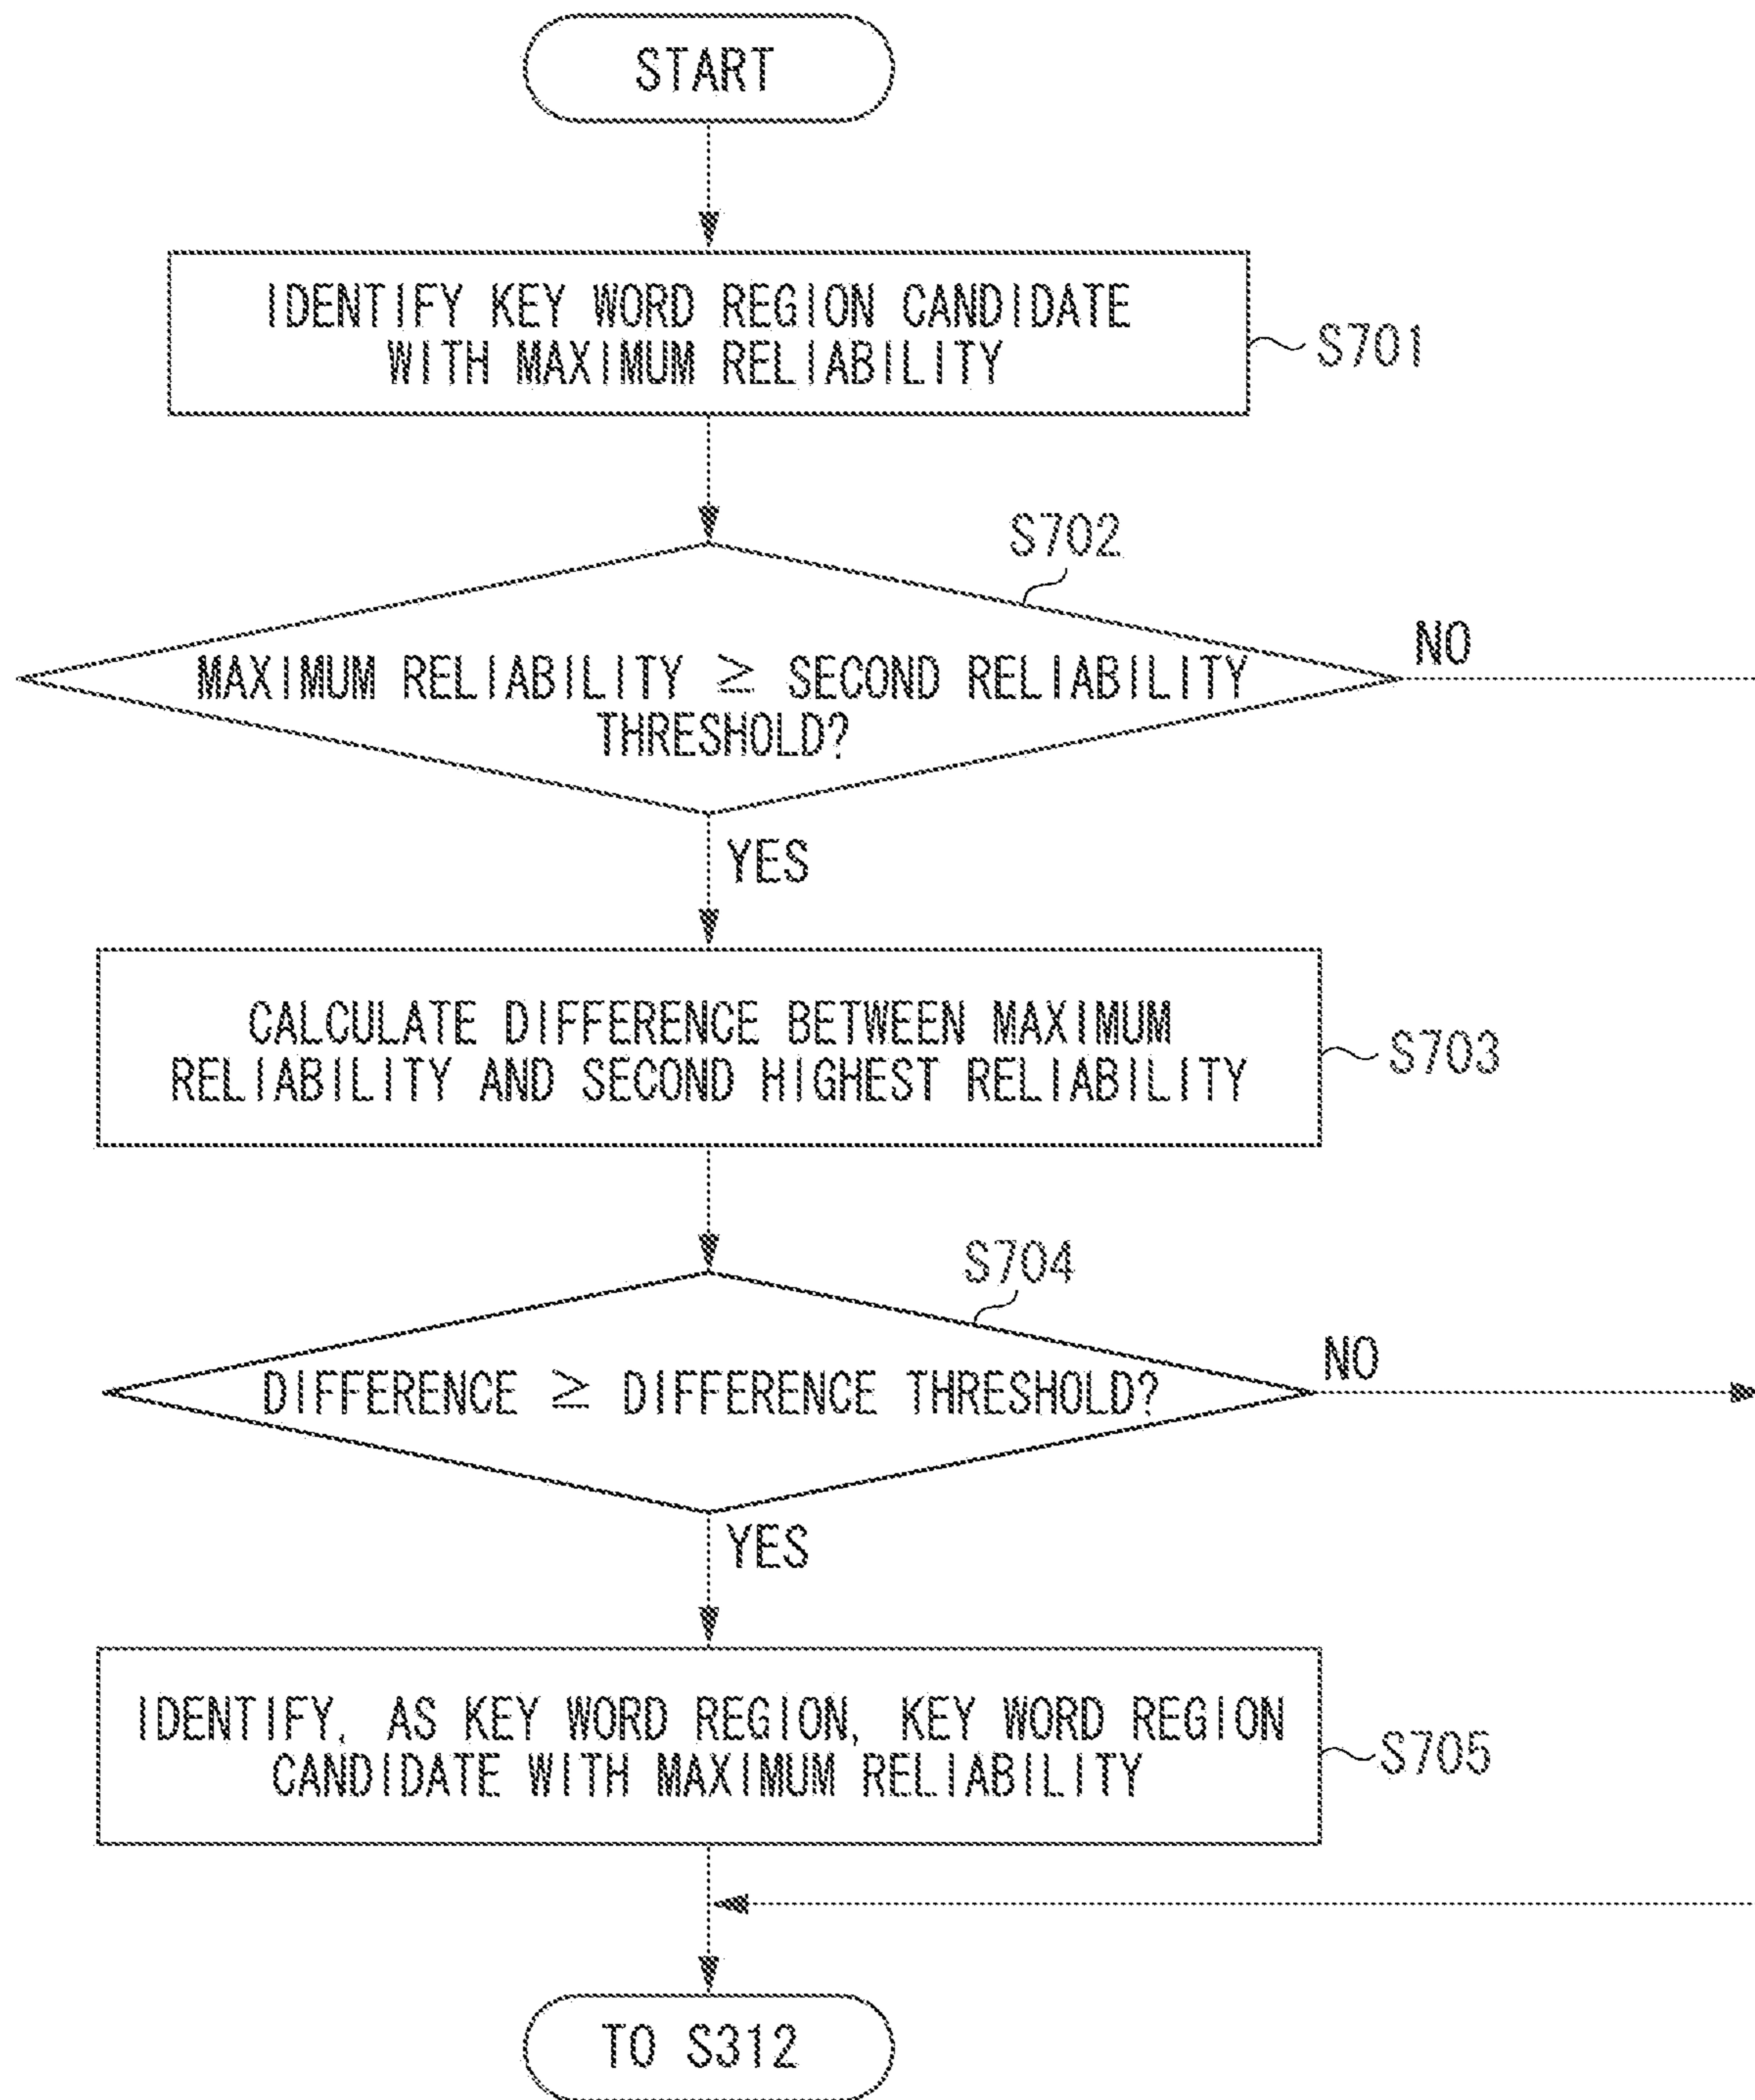 START
IDENTIFY KEY WORD REGION CANDIDATE
WITH MAXIMUM RELIABILITY
S701
S702
MAXIMUM RELIABILITY ≥ SECOND RELIABILITY
THRESHOLD?
NO
YES
CALCULATE DIFFERENCE BETWEEN MAXIMUM
RELIABILITY AND SECOND HIGHEST RELIABILITY
S703
S704
DIFFERENCE ≥ DIFFERENCE THRESHOLD?
NO
YES
IDENTIFY, AS KEY WORD REGION, KEY WORD REGION
CANDIDATE WITH MAXIMUM RELIABILITY
S705
TO S312